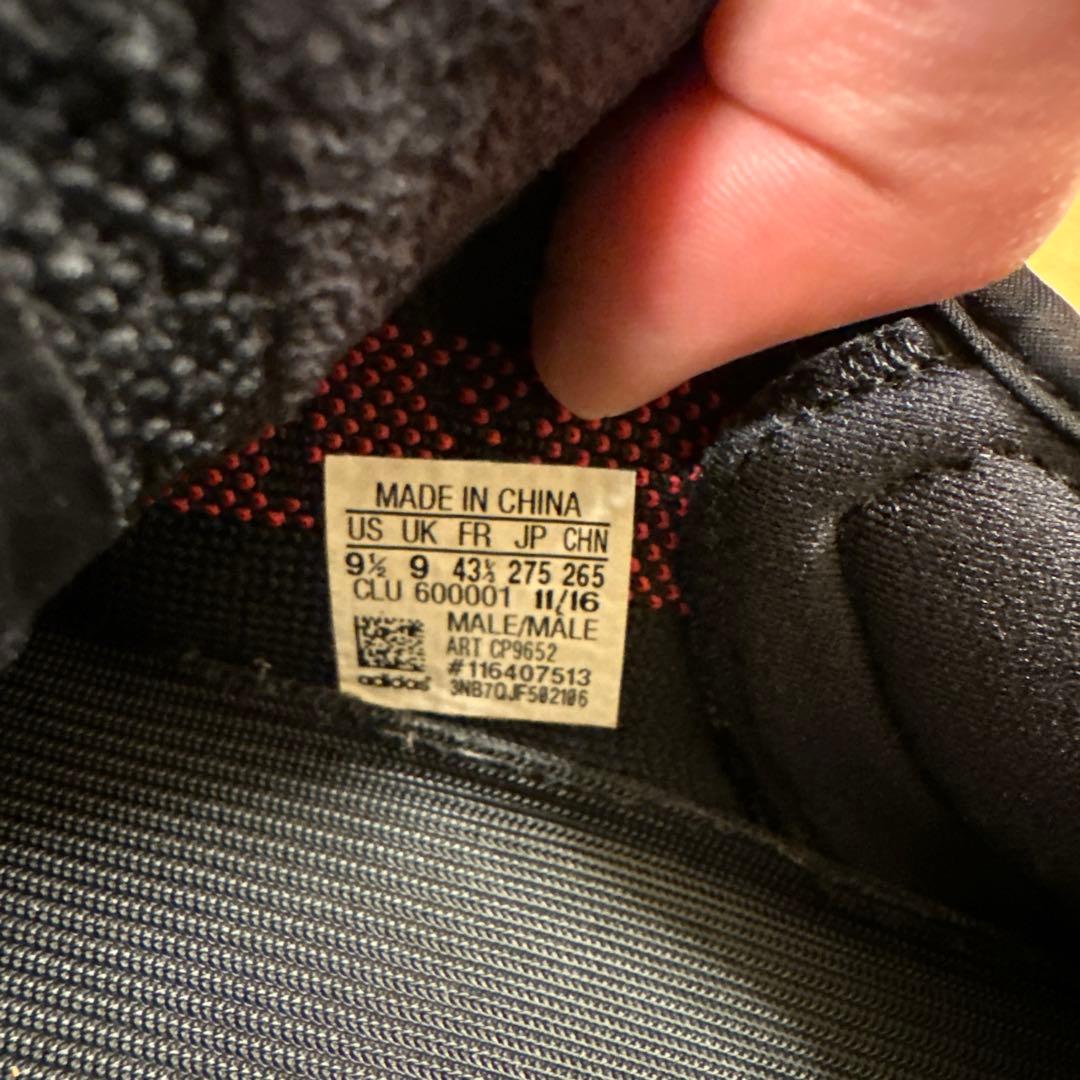 MADE IN CHINA
US UK FR JP CHN
9½ 9 43⅓ 275 265
CLU 600001 11/16
MALE/MÂLE
ART CP9652
#116407513
3NB7QJF502106
adidas